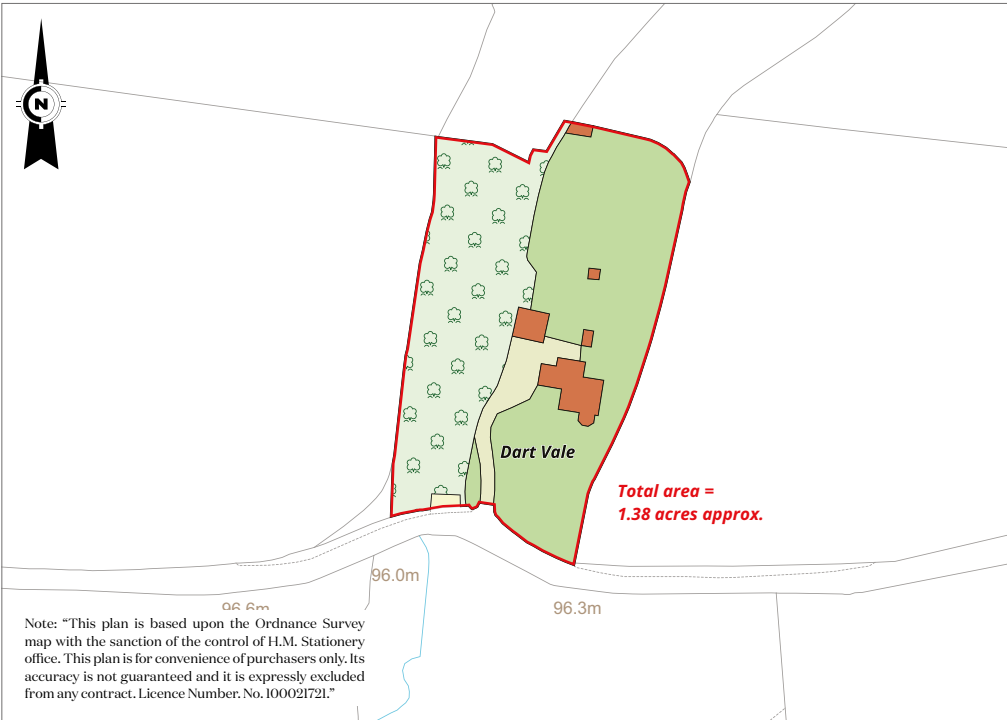 N
Dart Vale
Total area =
1.38 acres approx.
96.0m
96.6m
96.3m
Note: “This plan is based upon the Ordnance Survey
map with the sanction of the control of H.M. Stationery
office. This plan is for convenience of purchasers only. Its
accuracy is not guaranteed and it is expressly excluded
from any contract. Licence Number. No. 100021721.”